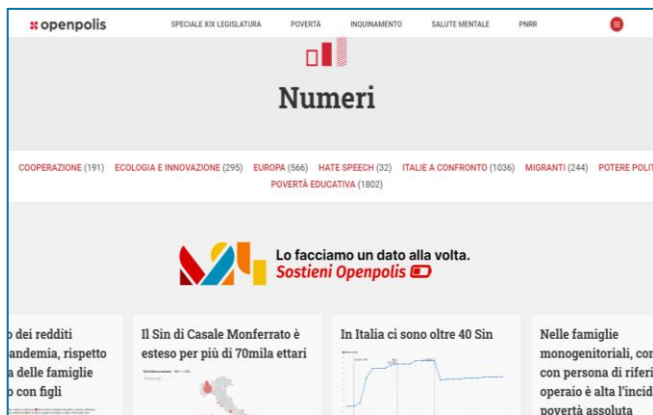 openpolis
SPECIALE XIX LEGISLATURA POVERTÀ INQUINAMENTO SALUTE MENTALE PNRR
Numeri
COOPERAZIONE (191) ECOLOGIA E INNOVAZIONE (295) EUROPA (566) HATE SPEECH (32) ITALIE A CONFRONTO (1036) MIGRANTI (244) POTERE POLIT
POVERTÀ EDUCATIVA (1802)
Lo facciamo un dato alla volta.
Sostieni Openpolis
dei redditi
andemia, rispetto
a delle famiglie
con figli
Il Sin di Casale Monferrato è
esteso per più di 70mila ettari
In Italia ci sono oltre 40 Sin
Nelle famiglie
monogenitoriali, con
con persona di riferi
operaio è alta l'incid
povertà assoluta